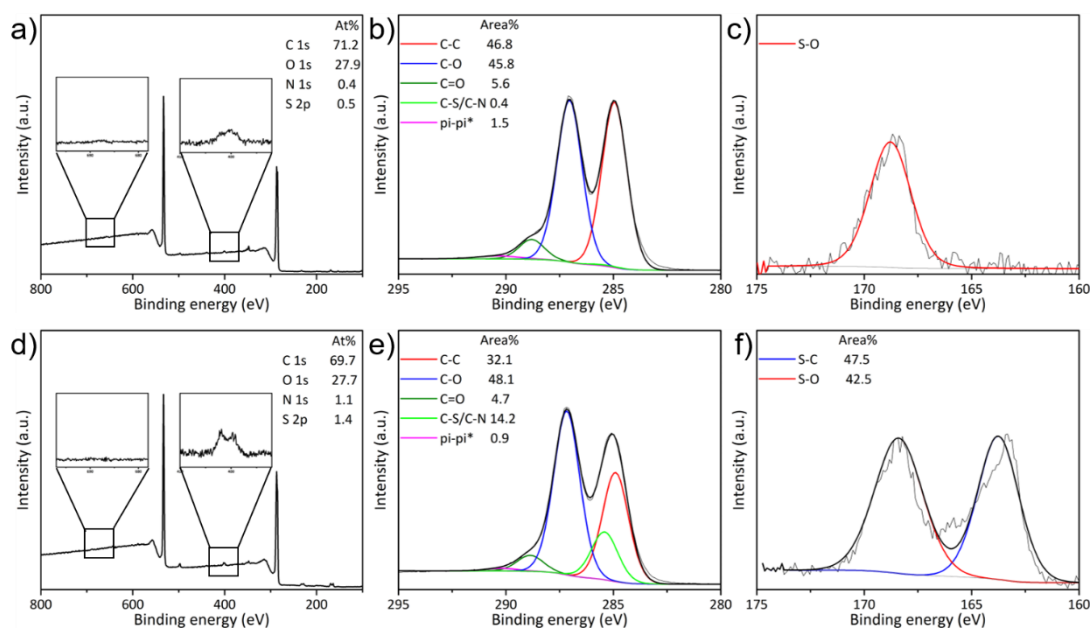 a)
At%
C 1s 71.2
O 1s 27.9
N 1s 0.4
S 2p 0.5
Intensity (a.u.)
800 600 400 200
Binding energy (eV)
b)
Area%
C-C 46.8
C-O 45.8
C=O 5.6
C-S/C-N 0.4
pi-pi* 1.5
Intensity (a.u.)
295 290 285 280
Binding energy (eV)
c)
S-O
Intensity (a.u.)
175 170 165 160
Binding energy (eV)
d)
At%
C 1s 69.7
O 1s 27.7
N 1s 1.1
S 2p 1.4
Intensity (a.u.)
800 600 400 200
Binding energy (eV)
e)
Area%
C-C 32.1
C-O 48.1
C=O 4.7
C-S/C-N 14.2
pi-pi* 0.9
Intensity (a.u.)
295 290 285 280
Binding energy (eV)
f)
Area%
S-C 47.5
S-O 42.5
Intensity (a.u.)
175 170 165 160
Binding energy (eV)